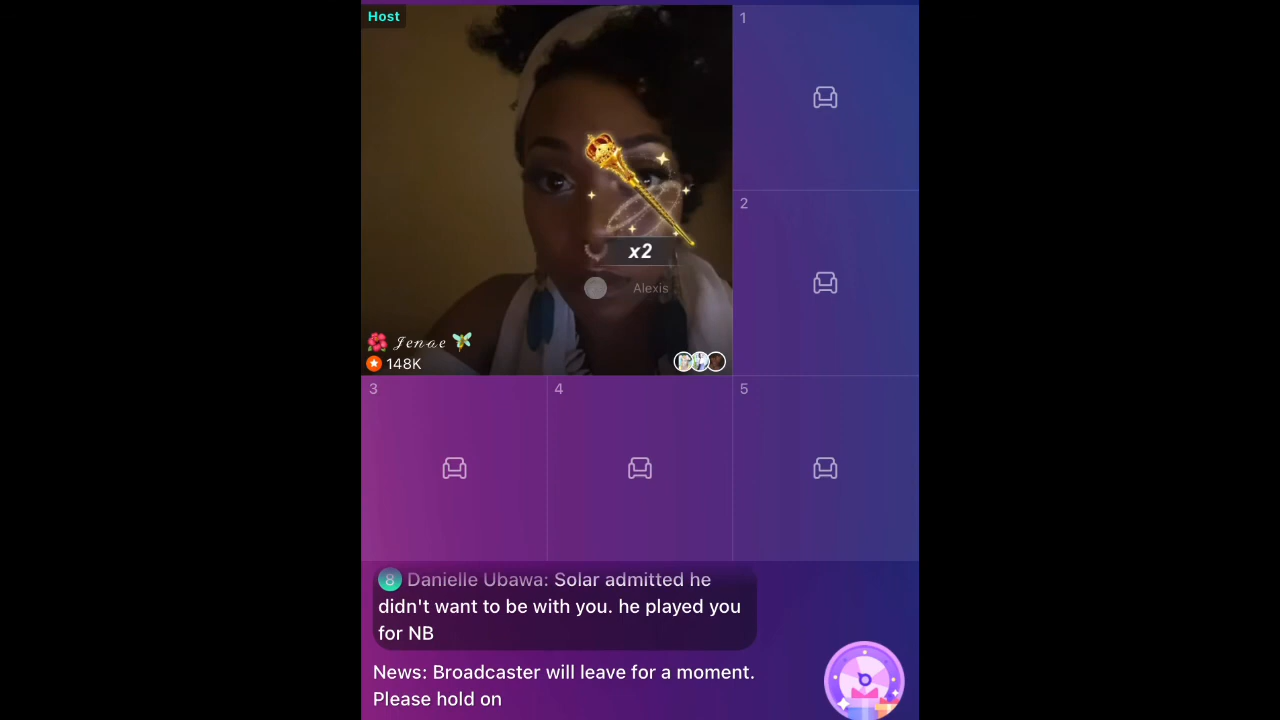 Host
1
x2
Alexis
🌺 𝒥𝑒𝓃𝒶𝑒 🧚
148K
2
3
4
5
8 Danielle Ubawa: Solar admitted he
didn't want to be with you. he played you
for NB
News: Broadcaster will leave for a moment.
Please hold on